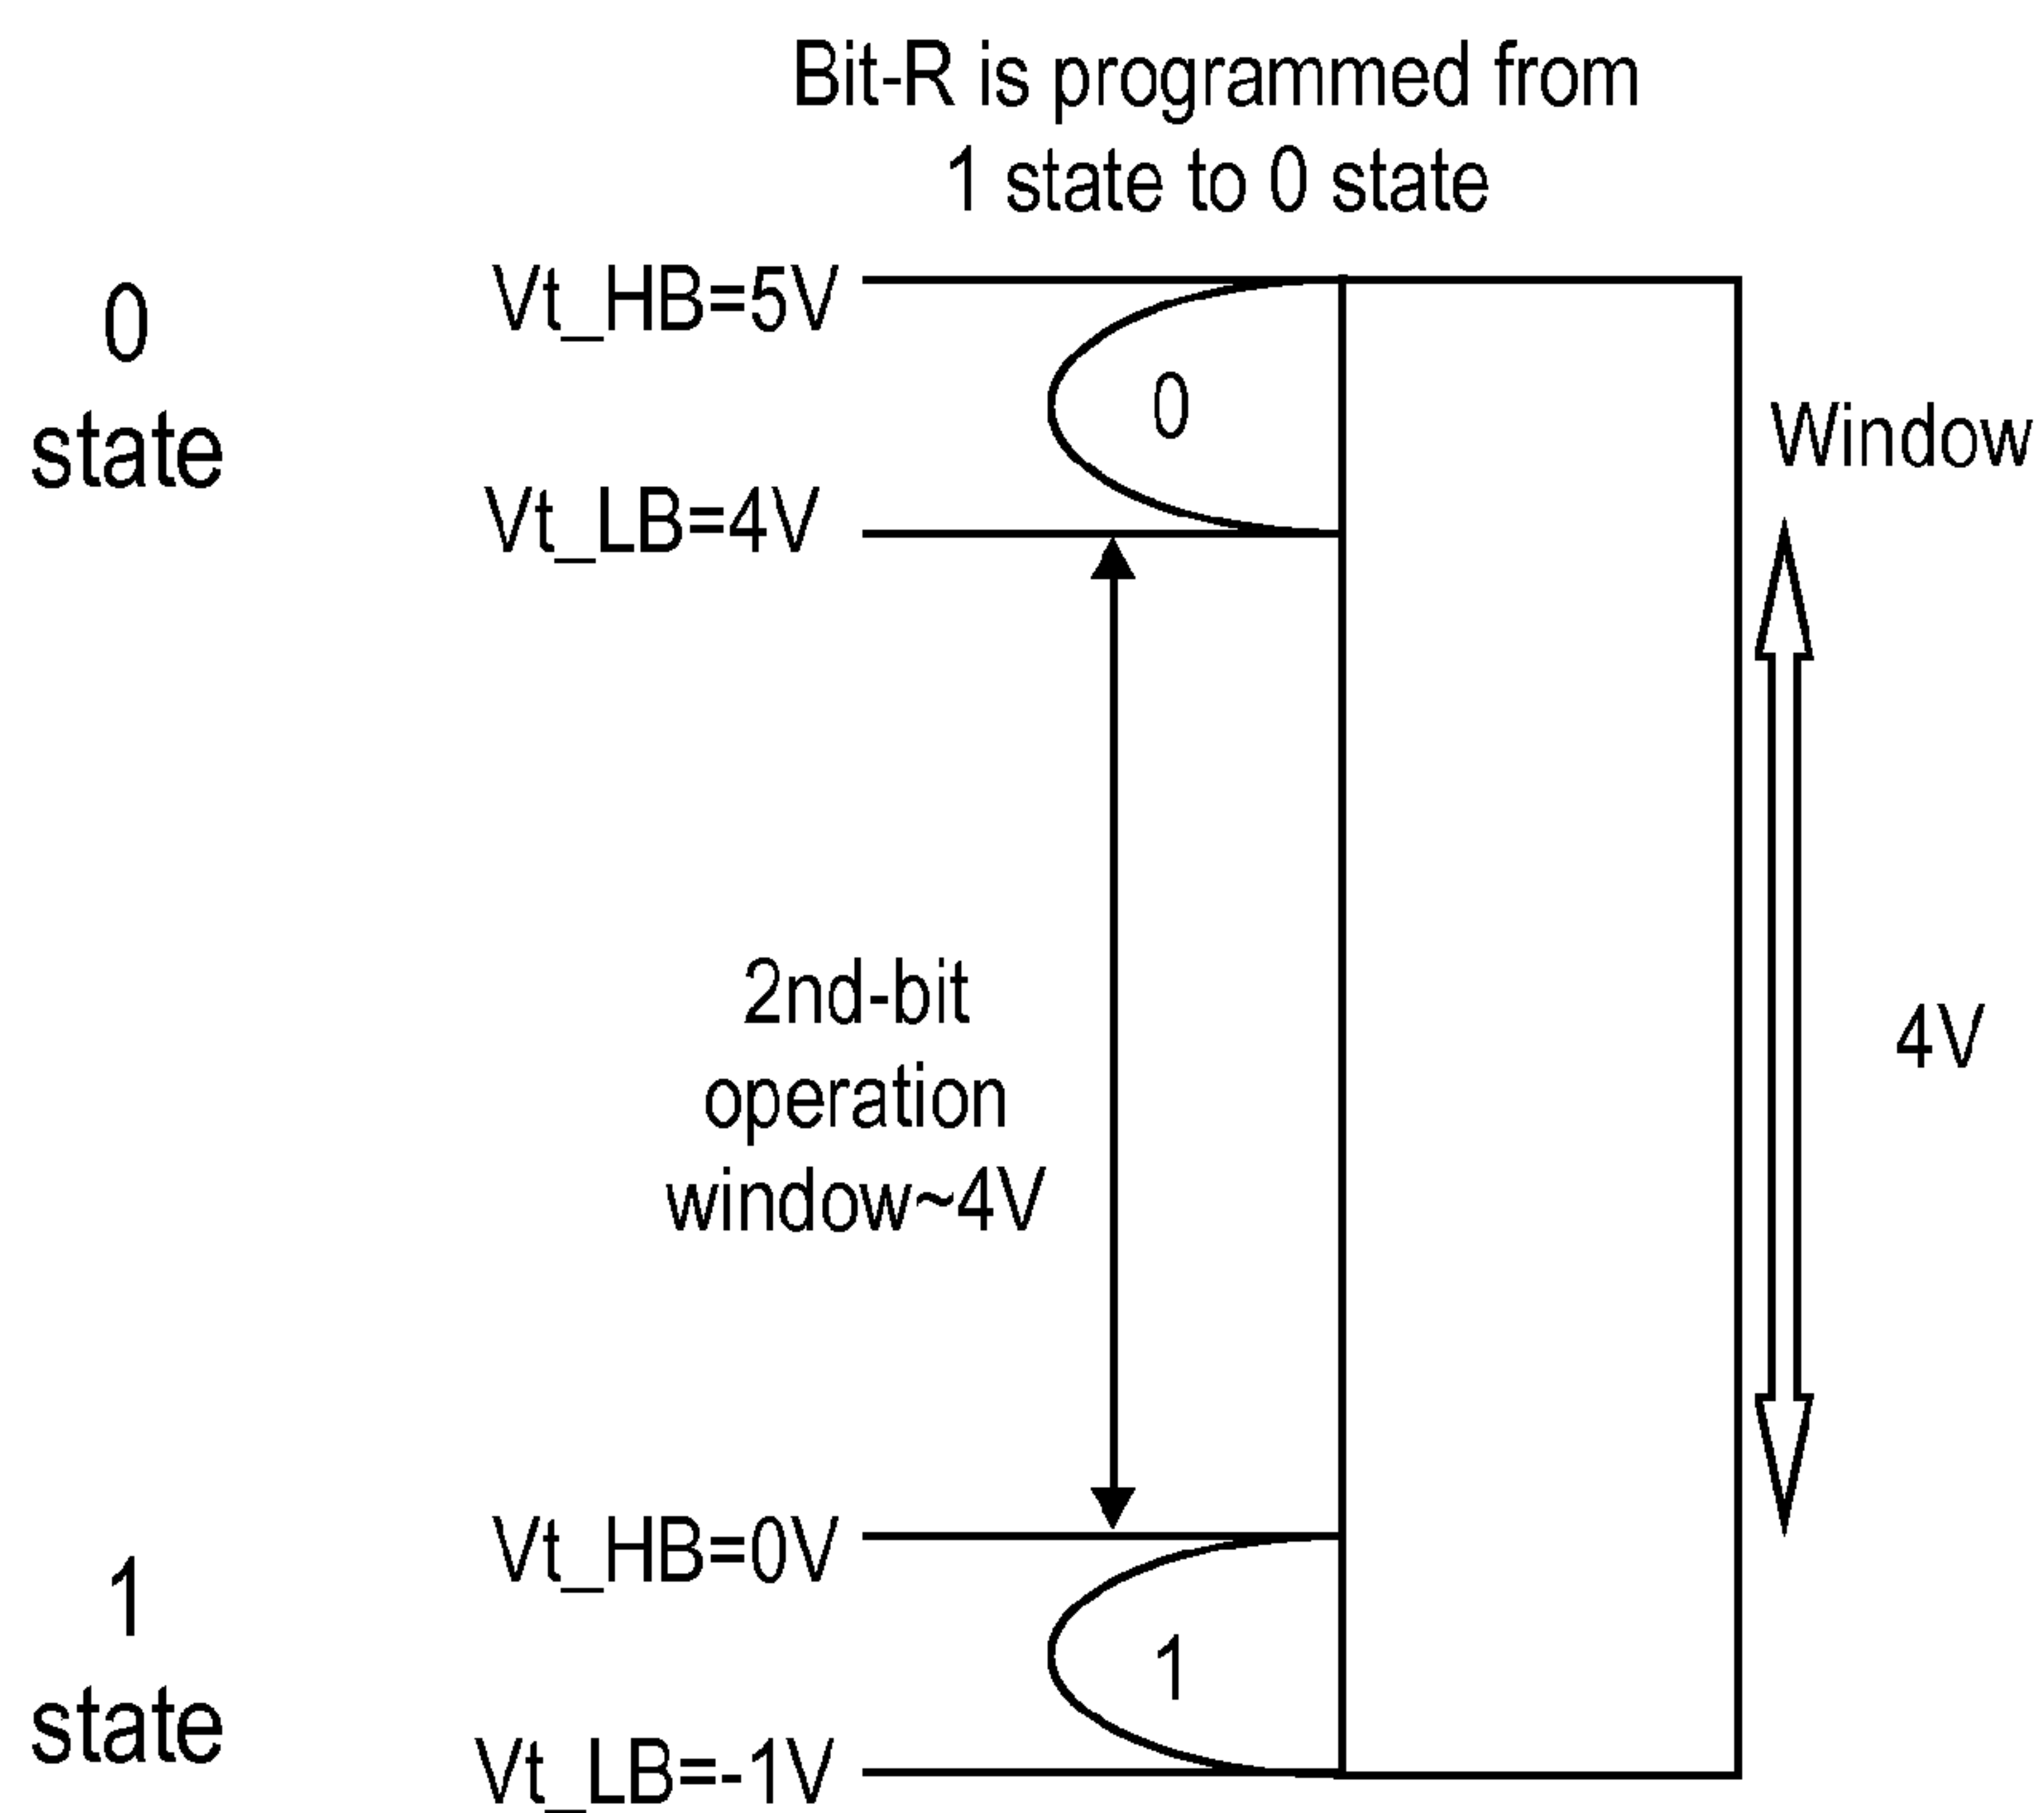 Bit-R is programmed from
1 state to 0 state
0
state
Vt_HB=5V
0
Vt_LB=4V
Window
2nd-bit
operation
window~4V
4V
1
state
Vt_HB=0V
1
Vt_LB=-1V